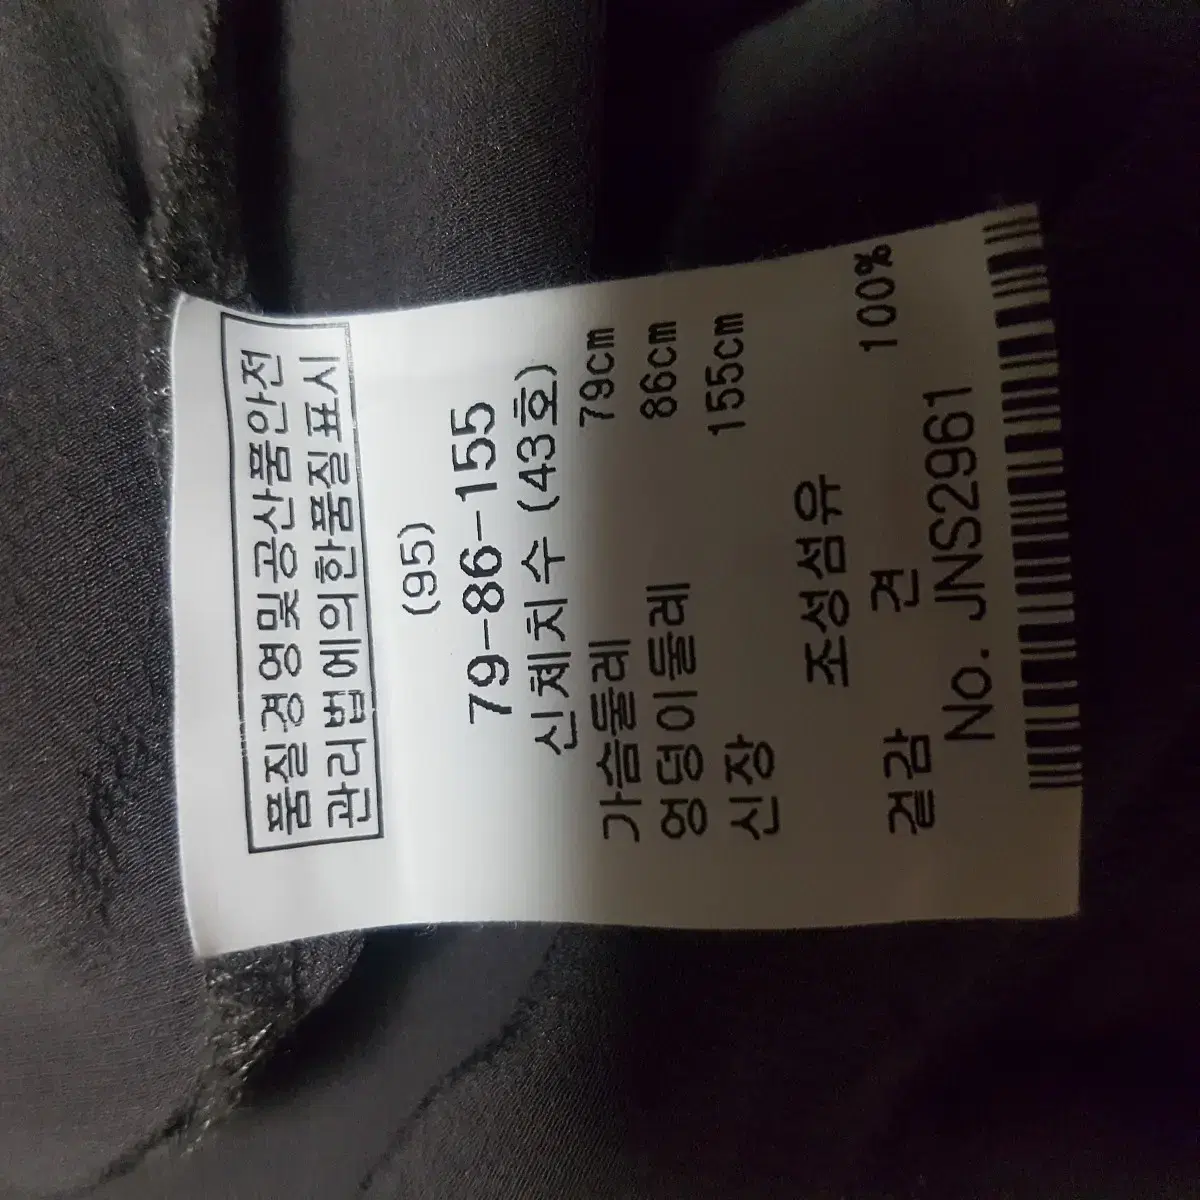 품질경영및공산품안전
관리법에의한품질표시
(95)
79-86-155
신체치수 (43호)
가슴둘레 79cm
엉덩이둘레 86cm
신장 155cm
조성섬유
겉감 견 100%
No. JNS2961